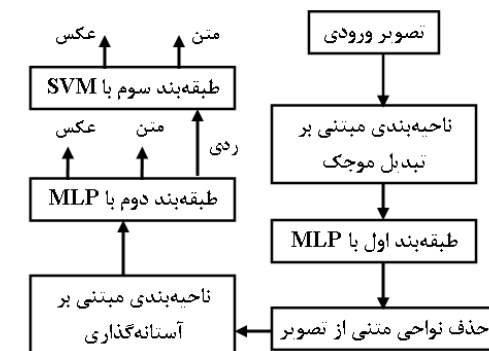 تصویر ورودی
ناحیه‌بندی مبتنی بر
تبدیل موجک
طبقه‌بند اول با MLP
حذف نواحی متنی از تصویر
ناحیه‌بندی مبتنی بر
آستانه‌گذاری
طبقه‌بند دوم با MLP
متن
عکس
ردی
طبقه‌بند سوم با SVM
متن
عکس